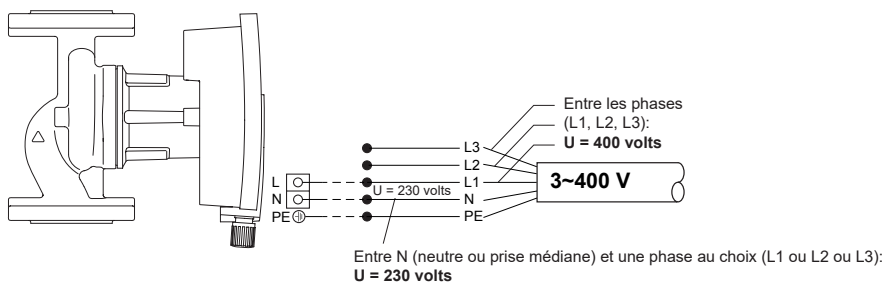 Entre les phases
(L1, L2, L3):
U = 400 volts
L3
L2
L L1
U = 230 volts
N N
PE PE
3~400 V
Entre N (neutre ou prise médiane) et une phase au choix (L1 ou L2 ou L3):
U = 230 volts